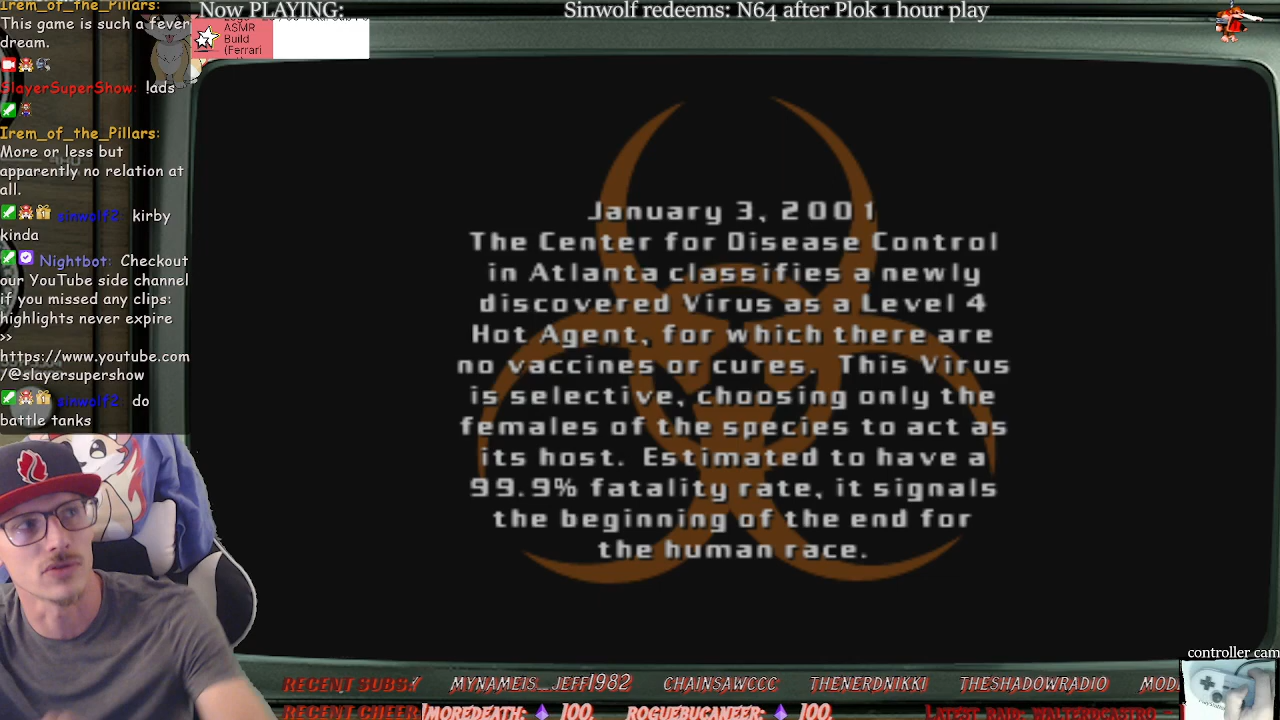 Irem_of_the_Pillars:
This game is such a fever
dream.
SlayerSuperShow: !ads
Irem_of_the_Pillars:
More or less but
apparently no relation at
all.
sinwolf2: kirby
kinda
Nightbot: Checkout
our YouTube side channel
if you missed any clips:
highlights never expire
>>
https://www.youtube.com
/@slayersupershow
sinwolf2: do
battle tanks
Now PLAYING:
ASMR
Build
(Ferrari
Sinwolf redeems: N64 after Plok 1 hour play
January 3, 2001
The Center for Disease Control
in Atlanta classifies a newly
discovered Virus as a Level 4
Hot Agent, for which there are
no vaccines or cures. This Virus
is selective, choosing only the
females of the species to act as
its host. Estimated to have a
99.9% fatality rate, it signals
the beginning of the end for
the human race.
controller cam
RECENT SUBS: MYNAMEIS_JEFF1982 CHAINSAWCCC THENERDNIKKI THESHADOWRADIO MOD
RECENT CHEER: MOREDEATH: 100. ROGUEBUCANEER: 100. LATEST RAID: WALTERDGASTRO